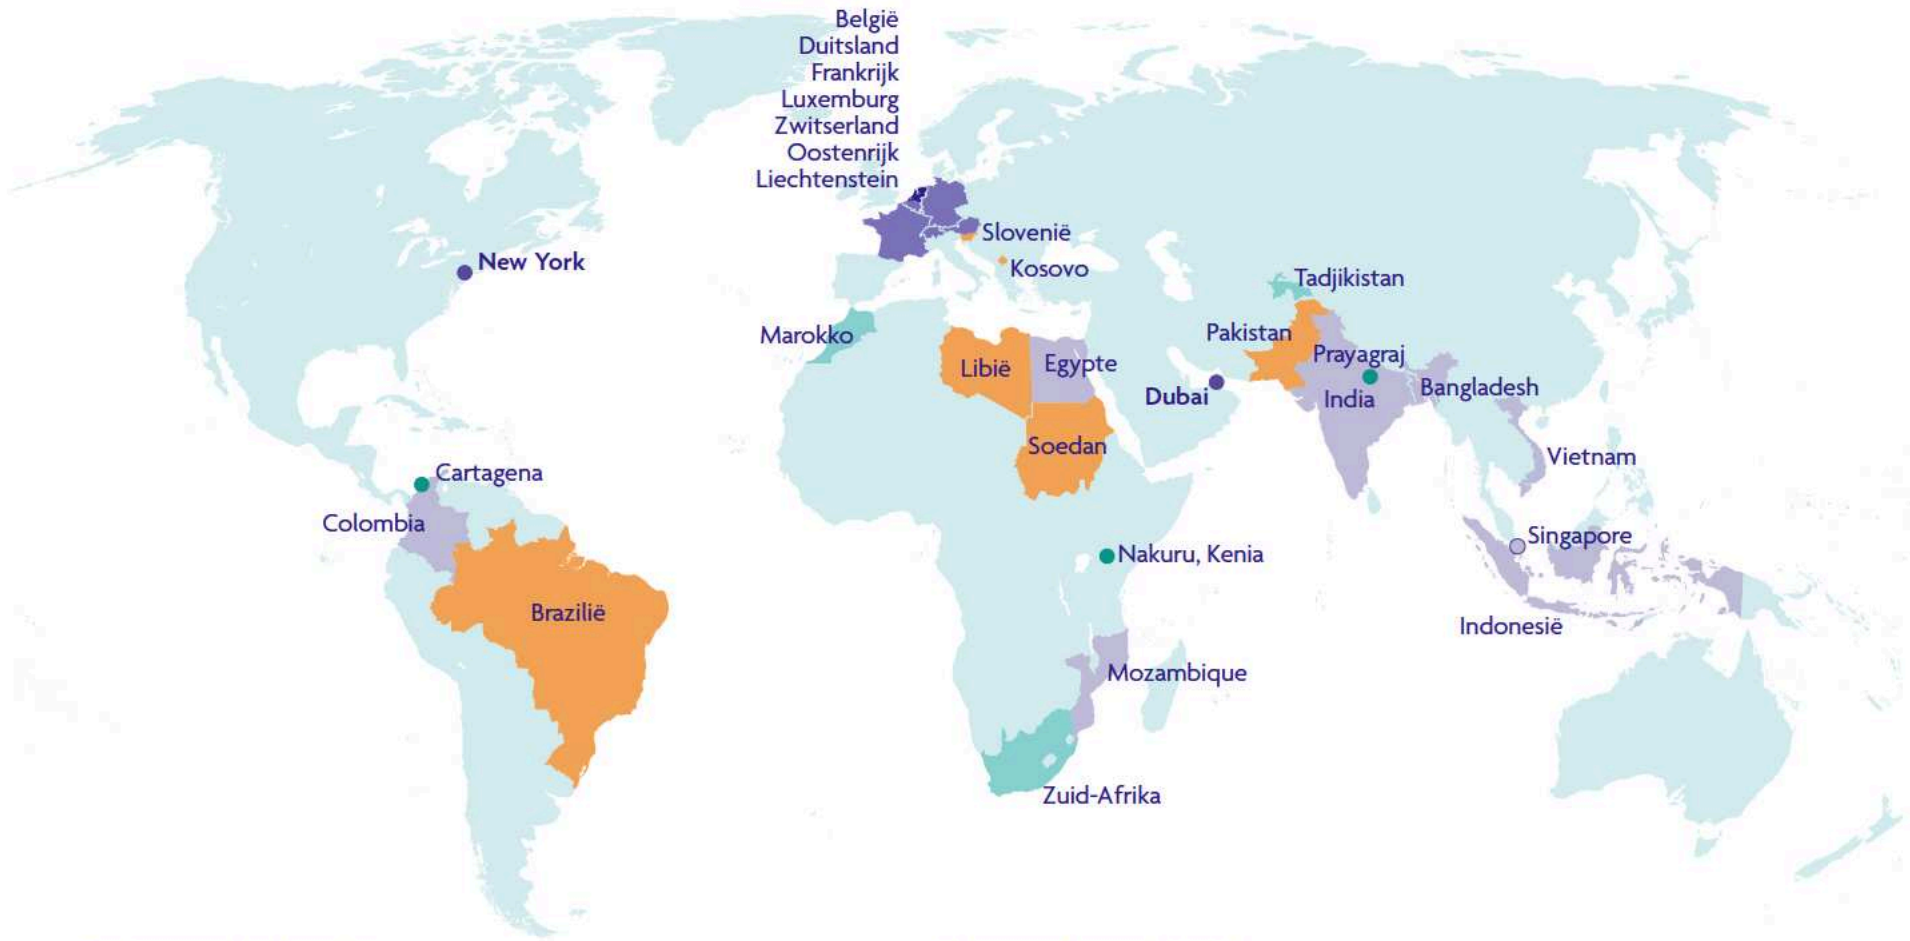 België
Duitsland
Frankrijk
Luxemburg
Zwitserland
Oostenrijk
Liechtenstein
Slovenië
New York
Kosovo
Tadjikistan
Marokko
Pakistan
Prayagraj
Libië
Egypte
Dubai
India
Bangladesh
Soedan
Vietnam
Cartagena
Colombia
Singapore
Nakuru, Kenia
Brazilië
Indonesië
Mozambique
Zuid-Afrika